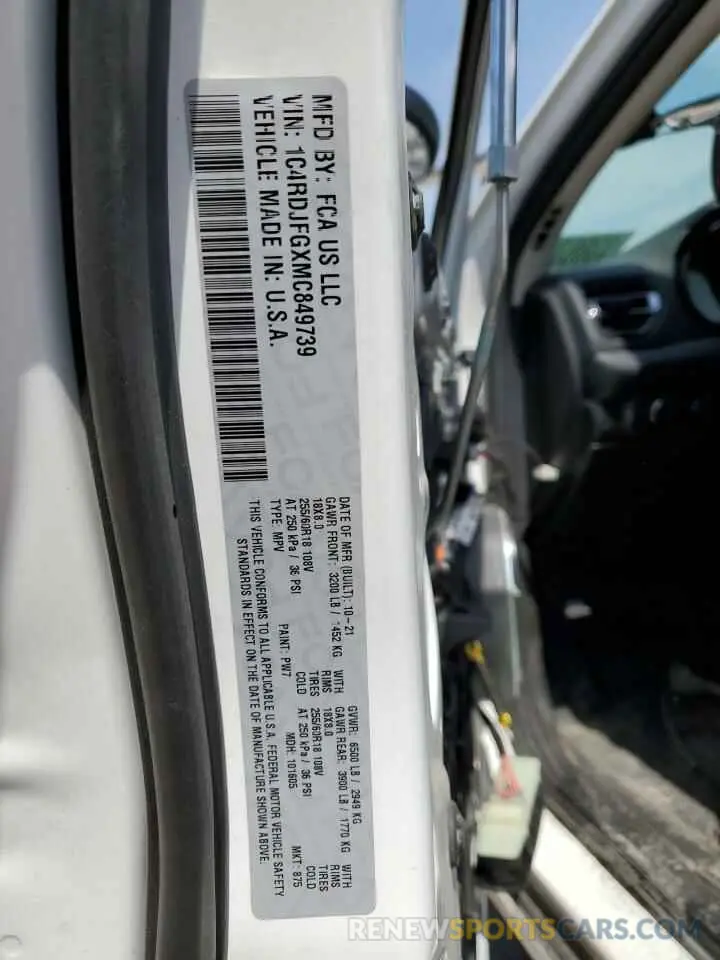 MFD BY: FCA US LLC
VIN: 1C4RDJFGXMC849739
VEHICLE MADE IN: U.S.A.
DATE OF MFR (BUILT): 10-21 GVWR: 6500 LB / 2949 KG
GAWR FRONT: 3200 LB / 1452 KG WITH GAWR REAR: 3900 LB / 1770 KG WITH
18X8.0 RIMS 18X8.0 RIMS
255/60R18 108V TIRES 255/60R18 108V TIRES
AT 250 kPa / 36 PSI COLD AT 250 kPa / 36 PSI COLD
TYPE: MPV PAINT: PW7 MDH: 101605 MKT: 875
THIS VEHICLE CONFORMS TO ALL APPLICABLE U.S.A. FEDERAL MOTOR VEHICLE SAFETY
STANDARDS IN EFFECT ON THE DATE OF MANUFACTURE SHOWN ABOVE.
RENEWSPORTSCARS.COM